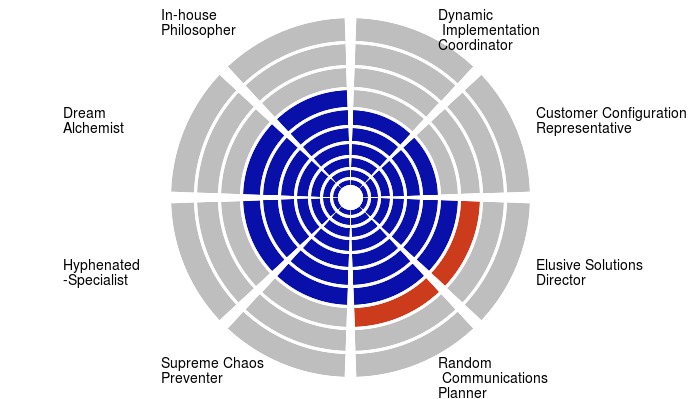 In-house
Philosopher
Dynamic
Implementation
Coordinator
Dream
Alchemist
Customer Configuration
Representative
Hyphenated
-Specialist
Elusive Solutions
Director
Supreme Chaos
Preventer
Random
Communications
Planner